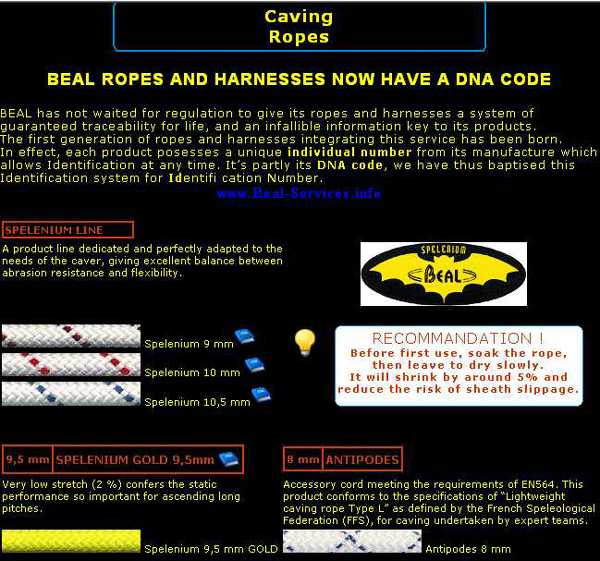 Caving
Ropes
BEAL ROPES AND HARNESSES NOW HAVE A DNA CODE
BEAL has not waited for regulation to give its ropes and harnesses a system of
guaranteed traceability for life, and an infallible information key to its products.
The first generation of ropes and harnesses integrating this service has been born.
In effect, each product posesses a unique individual number from its manufacture which
allows Identification at any time. It's partly its DNA code, we have thus baptised this
Identification system for Identifi cation Number.
www.Beal-Services.info
SPELENIUM LINE
A product line dedicated and perfectly adapted to the
needs of the caver, giving excellent balance between
abrasion resistance and flexibility.
SPELENIUM
BEAL
Spelenium 9 mm
Spelenium 10 mm
Spelenium 10,5 mm
RECOMMANDATION !
Before first use, soak the rope,
then leave to dry slowly.
It will shrink by around 5% and
reduce the risk of sheath slippage.
9,5 mm SPELENIUM GOLD 9,5mm
Very low stretch (2 %) confers the static
performance so important for ascending long
pitches.
Spelenium 9,5 mm GOLD
8 mm ANTIPODES
Accessory cord meeting the requirements of EN564. This
product conforms to the specifications of "Lightweight
caving rope Type L" as defined by the French Speleological
Federation (FFS), for caving undertaken by expert teams.
Antipodes 8 mm